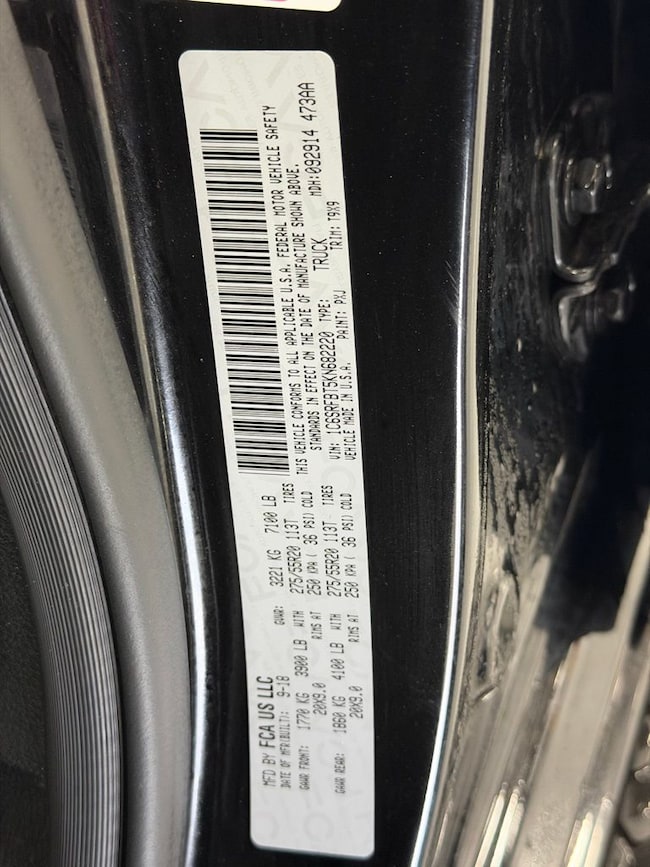 MFD BY FCA US LLC
DATE OF MFR(BUILT): 9-18 GVWR: 3221 KG 7100 LB
GAWR FRONT: 1770 KG 3900 LB WITH 275/55R20 113T TIRES
20X9.0 RIMS AT 250 KPA ( 36 PSI) COLD
GAWR REAR: 1860 KG 4100 LB WITH 275/55R20 113T TIRES
20X9.0 RIMS AT 250 KPA ( 36 PSI) COLD
THIS VEHICLE CONFORMS TO ALL APPLICABLE U.S.A. FEDERAL MOTOR VEHICLE SAFETY
STANDARDS IN EFFECT ON THE DATE OF MANUFACTURE SHOWN ABOVE.
VIN: 1C6SRFBT5KN682220 TYPE: TRUCK MDH:092914 473AA
VEHICLE MADE IN U.S.A. PAINT: PXJ TRIM: T9X9